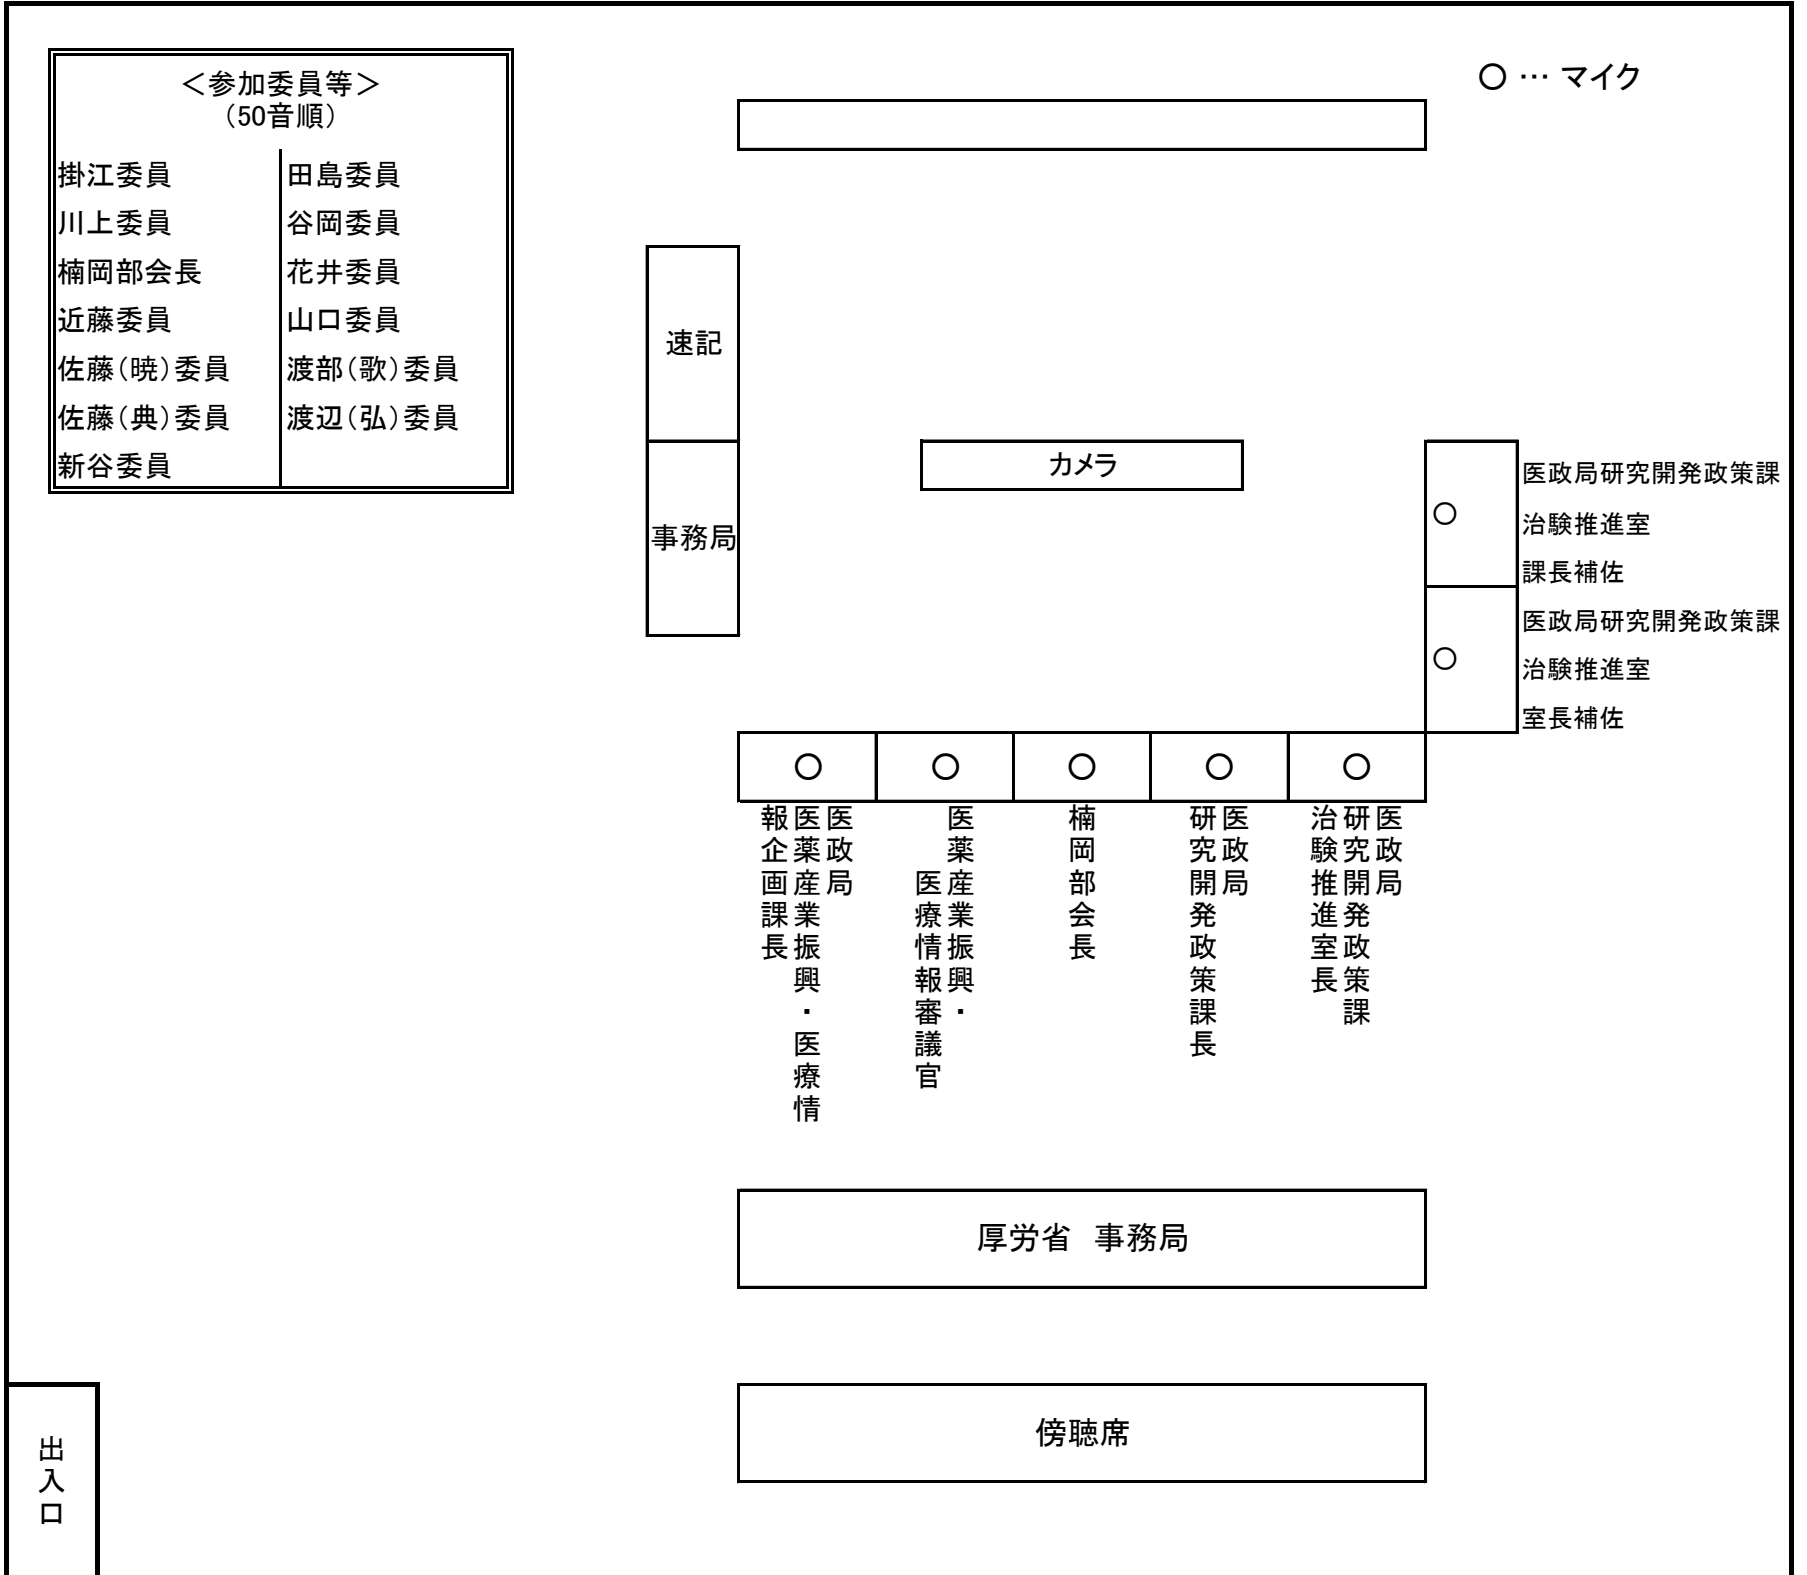 ＜参加委員等＞
（50音順）
掛江委員
川上委員
楠岡部会長
近藤委員
佐藤（暁）委員
佐藤（典）委員
新谷委員
田島委員
谷岡委員
花井委員
山口委員
渡部（歌）委員
渡辺（弘）委員
○ … マイク
速記
事務局
カメラ
○
医政局研究開発政策課
治験推進室
課長補佐
○
医政局研究開発政策課
治験推進室
室長補佐
○ ○ ○ ○ ○
医政局
医薬産業振興・医療情
報企画課長
医薬産業振興・
医療情報審議官
楠岡部会長
医政局
研究開発政策課長
医政局
研究開発政策課
治験推進室長
厚労省　事務局
傍聴席
出入口